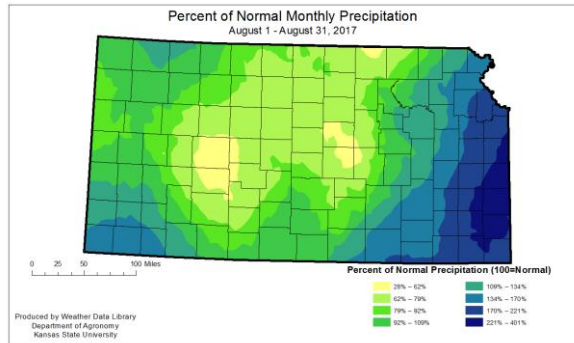 Percent of Normal Monthly Precipitation
August 1 - August 31, 2017
0 25 50 100 Miles
Percent of Normal Precipitation (100=Normal)
26% – 62%
62% – 79%
79% – 92%
92% – 109%
109% – 134%
134% – 170%
170% – 221%
221% – 401%
Produced by Weather Data Library
Department of Agronomy
Kansas State University